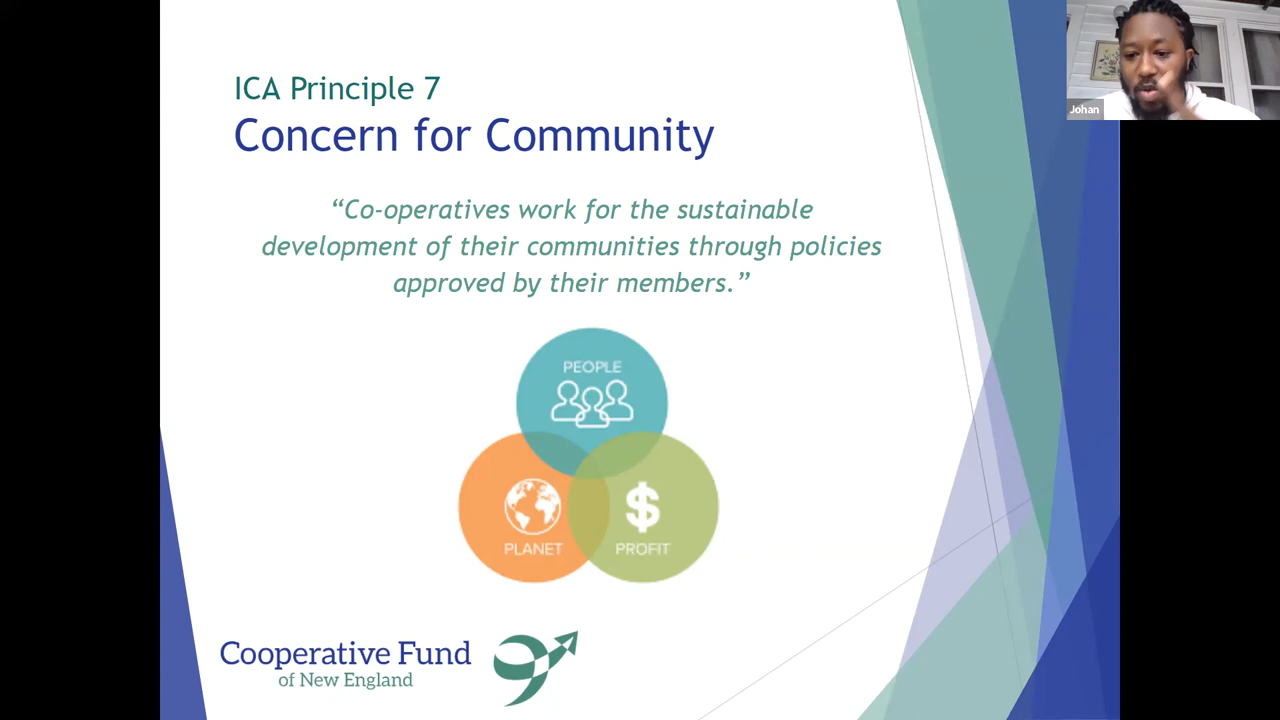 ICA Principle 7
Concern for Community
“Co-operatives work for the sustainable
development of their communities through policies
approved by their members.”
PEOPLE
PLANET
PROFIT
Cooperative Fund
of New England
Johan